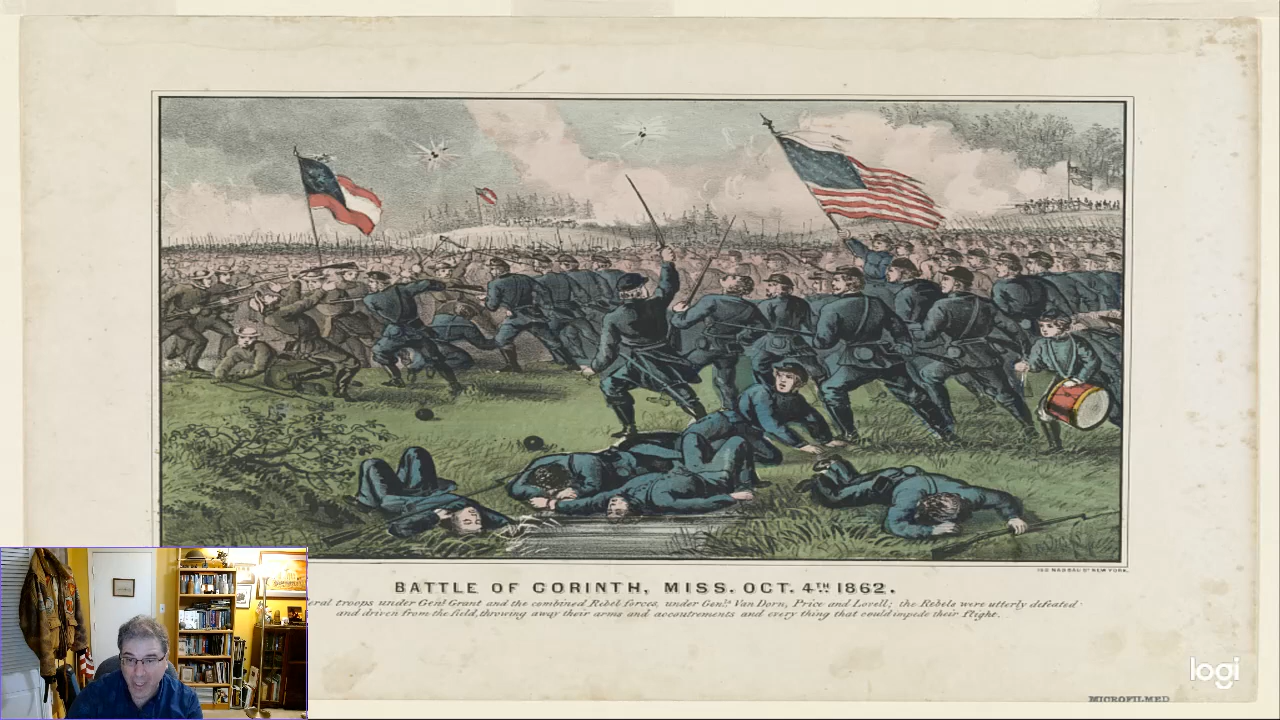 152 NASSAU ST NEW YORK.
BATTLE OF CORINTH, MISS. OCT. 4TH 1862.
eral troops under Genl Grant and the combined Rebel forces, under Genls Van Dorn, Price and Lovell; the Rebels were utterly defeated
and driven from the field, throwing away their arms and accoutrements and every thing that could impede their flight.
logi
MICROFILMED